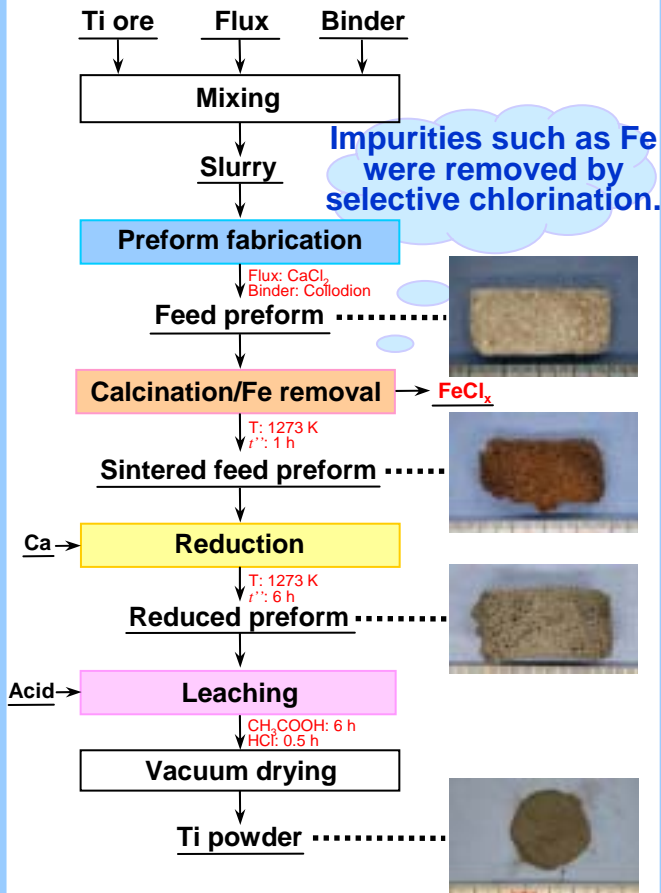 Ti ore Flux Binder
Mixing
Impurities such as Fe
were removed by
selective chlorination.
Slurry
Preform fabrication
Flux: CaCl₂
Binder: Collodion
Feed preform
Calcination/Fe removal
FeClₓ
T: 1273 K
t'': 1 h
Sintered feed preform
Ca
Reduction
T: 1273 K
t'': 6 h
Reduced preform
Acid
Leaching
CH₃COOH: 6 h
HCl: 0.5 h
Vacuum drying
Ti powder